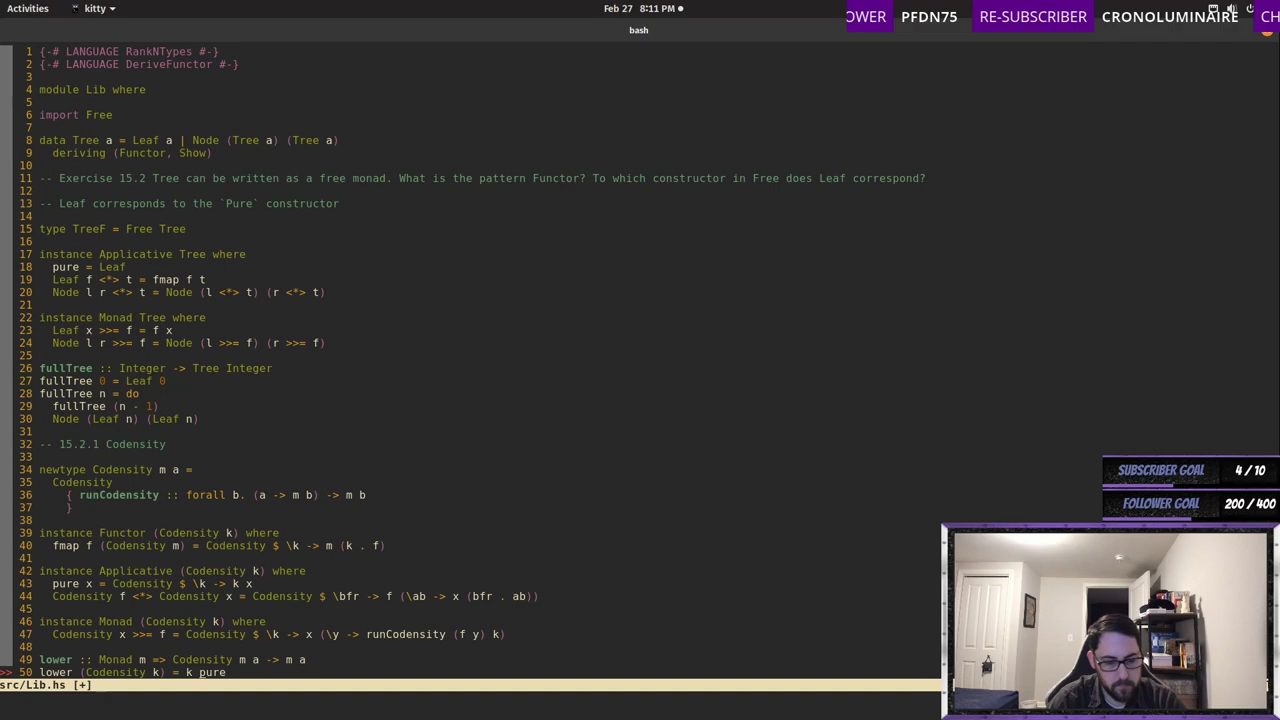 Activities
kitty
Feb 27 8:11 PM
OWER PFDN75 RE-SUBSCRIBER CRONOLUMINAIRE CH
bash
1 {-# LANGUAGE RankNTypes #-}
2 {-# LANGUAGE DeriveFunctor #-}
3
4 module Lib where
5
6 import Free
7
8 data Tree a = Leaf a | Node (Tree a) (Tree a)
9 deriving (Functor, Show)
10
11 -- Exercise 15.2 Tree can be written as a free monad. What is the pattern Functor? To which constructor in Free does Leaf correspond?
12
13 -- Leaf corresponds to the `Pure` constructor
14
15 type TreeF = Free Tree
16
17 instance Applicative Tree where
18 pure = Leaf
19 Leaf f <*> t = fmap f t
20 Node l r <*> t = Node (l <*> t) (r <*> t)
21
22 instance Monad Tree where
23 Leaf x >>= f = f x
24 Node l r >>= f = Node (l >>= f) (r >>= f)
25
26 fullTree :: Integer -> Tree Integer
27 fullTree 0 = Leaf 0
28 fullTree n = do
29 fullTree (n - 1)
30 Node (Leaf n) (Leaf n)
31
32 -- 15.2.1 Codensity
33
34 newtype Codensity m a =
35 Codensity
36 { runCodensity :: forall b. (a -> m b) -> m b
37 }
38
39 instance Functor (Codensity k) where
40 fmap f (Codensity m) = Codensity $ \k -> m (k . f)
41
42 instance Applicative (Codensity k) where
43 pure x = Codensity $ \k -> k x
44 Codensity f <*> Codensity x = Codensity $ \bfr -> f (\ab -> x (bfr . ab))
45
46 instance Monad (Codensity k) where
47 Codensity x >>= f = Codensity $ \k -> x (\y -> runCodensity (f y) k)
48
49 lower :: Monad m => Codensity m a -> m a
>> 50 lower (Codensity k) = k pure
src/Lib.hs [+]
SUBSCRIBER GOAL 4 / 10
FOLLOWER GOAL 200 / 400